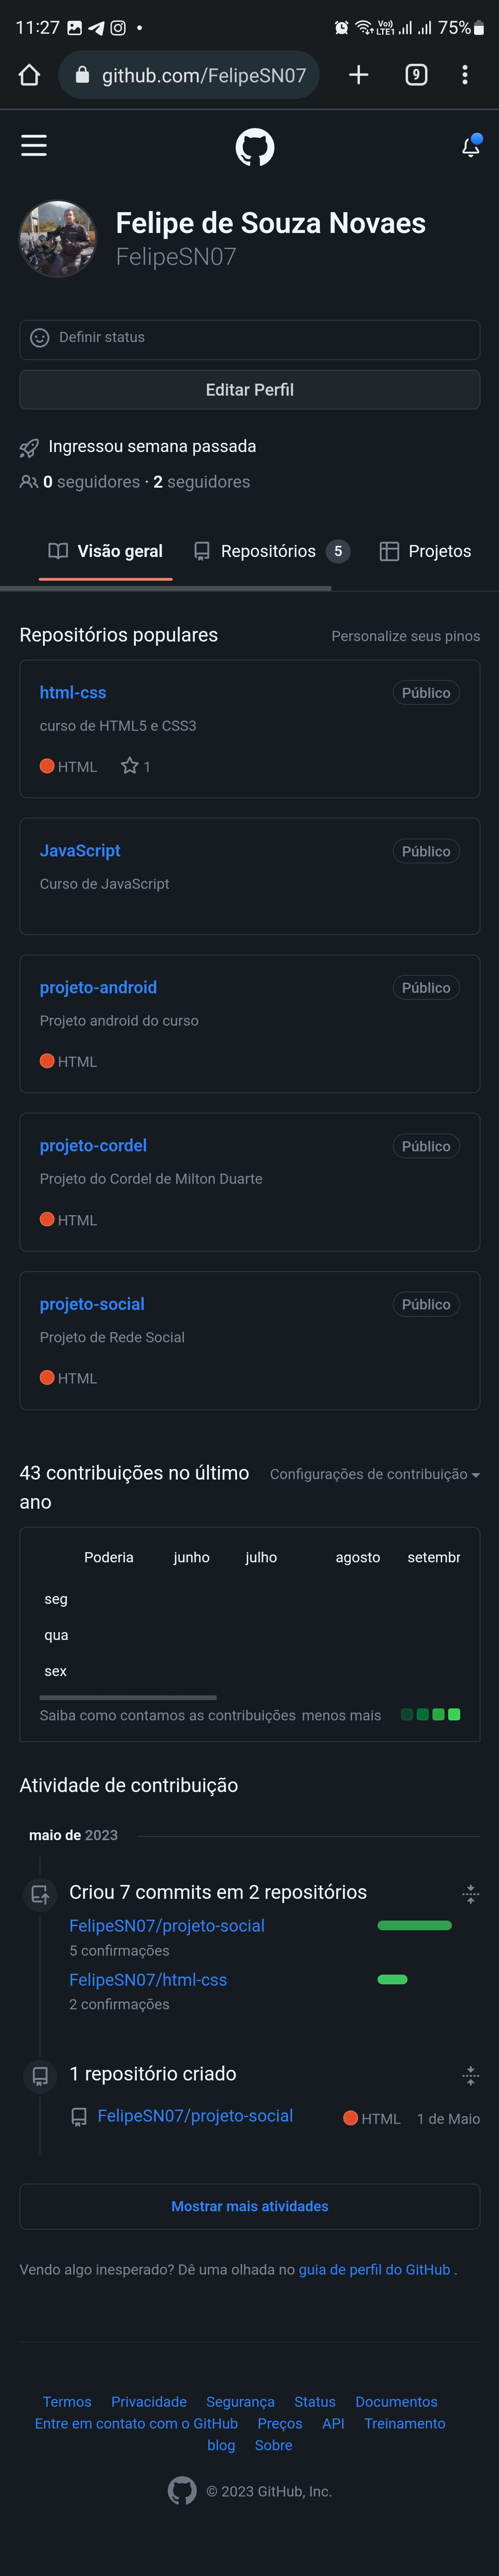 11:27
Vo))
LTE1
75%
github.com/FelipeSN07
9
Felipe de Souza Novaes
FelipeSN07
Definir status
Editar Perfil
Ingressou semana passada
0 seguidores · 2 seguidores
Visão geral Repositórios 5 Projetos
Repositórios populares Personalize seus pinos
html-css Público
curso de HTML5 e CSS3
HTML 1
JavaScript Público
Curso de JavaScript
projeto-android Público
Projeto android do curso
HTML
projeto-cordel Público
Projeto do Cordel de Milton Duarte
HTML
projeto-social Público
Projeto de Rede Social
HTML
43 contribuições no último Configurações de contribuição
ano
Poderia junho julho agosto setembr
seg
qua
sex
Saiba como contamos as contribuições menos mais
Atividade de contribuição
maio de 2023
Criou 7 commits em 2 repositórios
FelipeSN07/projeto-social
5 confirmações
FelipeSN07/html-css
2 confirmações
1 repositório criado
FelipeSN07/projeto-social HTML 1 de Maio
Mostrar mais atividades
Vendo algo inesperado? Dê uma olhada no guia de perfil do GitHub .
Termos Privacidade Segurança Status Documentos
Entre em contato com o GitHub Preços API Treinamento
blog Sobre
© 2023 GitHub, Inc.